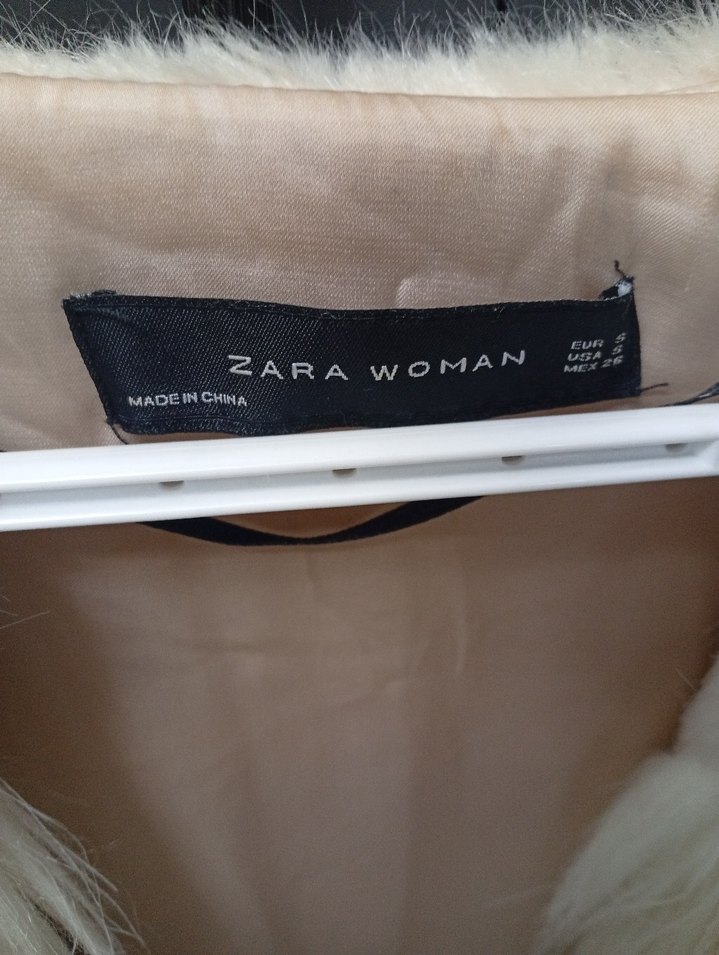 ZARA WOMAN
EUR S
USA S
MEX 26
MADE IN CHINA